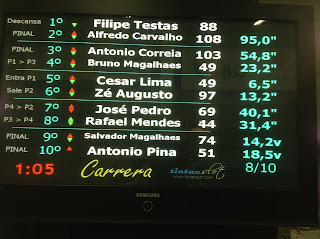 Descansa 1º Filipe Testas 88
FINAL 2º Alfredo Carvalho 108 95,0"
FINAL 3º Antonio Correia 103 54,8"
P1 > P3 4º Bruno Magalhaes 49 23,2"
Entra P1 5º Cesar Lima 49 6,5"
Sale P2 6º Zé Augusto 97 13,2"
P4 > P2 7º José Pedro 69 40,1"
P3 > P4 8º Rafael Mendes 44 31,4"
FINAL 9º Salvador Magalhaes 74 14,2v
FINAL 10º Antonio Pina 51 18,5v
1:05 Carrera 8/10
SAMSUNG